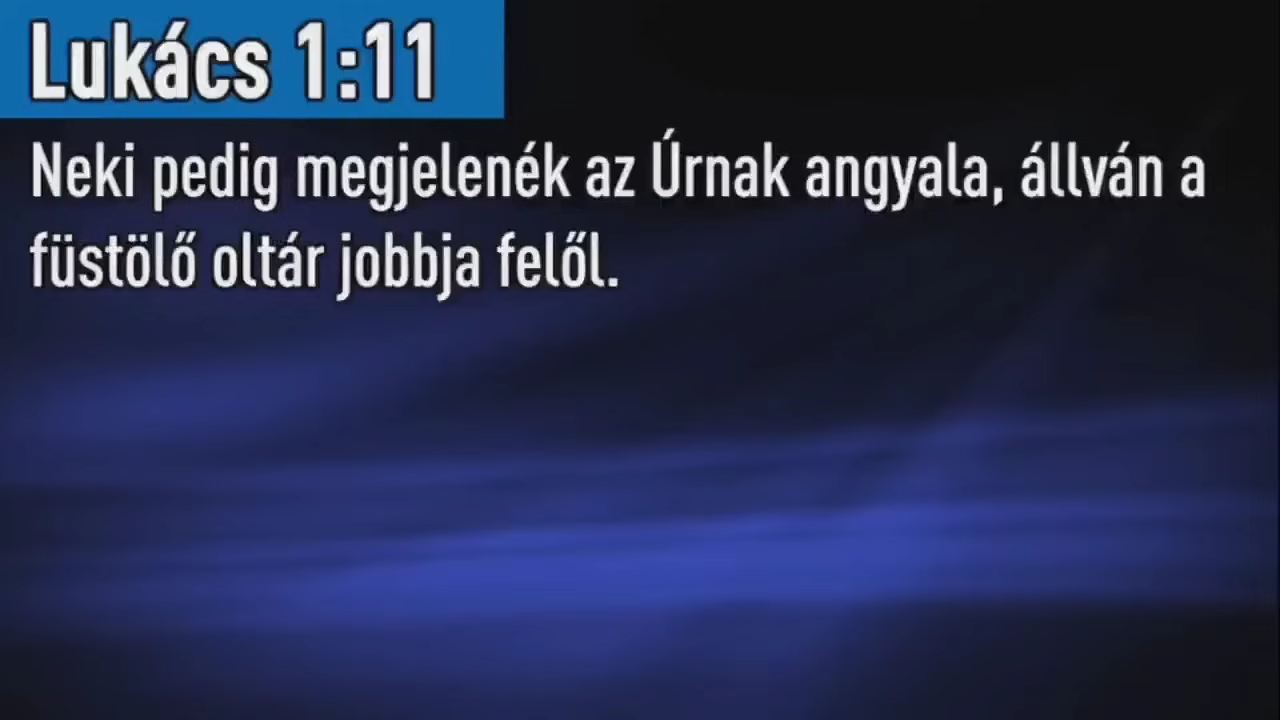 Lukács 1:11
Neki pedig megjelenék az Úrnak angyala, állván a
füstölő oltár jobbja felől.